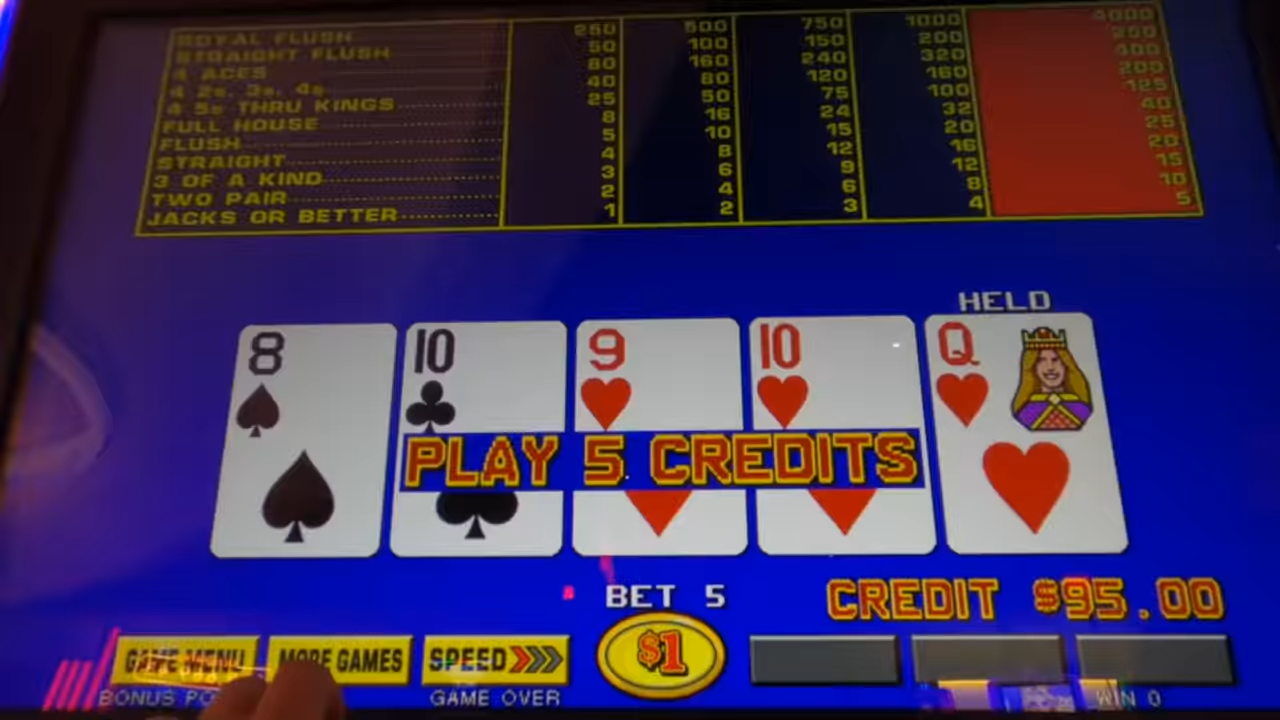 ROYAL FLUSH 250 500 750 1000 4000
STRAIGHT FLUSH 50 100 150 200 250
4 ACES 80 160 240 320 400
4 2s, 3s, 4s 40 80 120 160 200
4 5s THRU KINGS 25 50 75 100 125
FULL HOUSE 8 16 24 32 40
FLUSH 5 10 15 20 25
STRAIGHT 4 8 12 16 20
3 OF A KIND 3 6 9 12 15
TWO PAIR 2 4 6 8 10
JACKS OR BETTER 1 2 3 4 5
HELD
8 10 9 10 Q
PLAY 5 CREDITS
BET 5 CREDIT $95.00
GAME MENU MORE GAMES SPEED $1
BONUS GAME OVER WIN 0